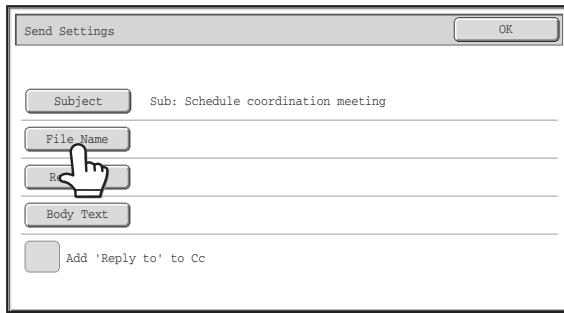 Send Settings
OK
Subject Sub: Schedule coordination meeting
File Name
Body Text
Add 'Reply to' to Cc